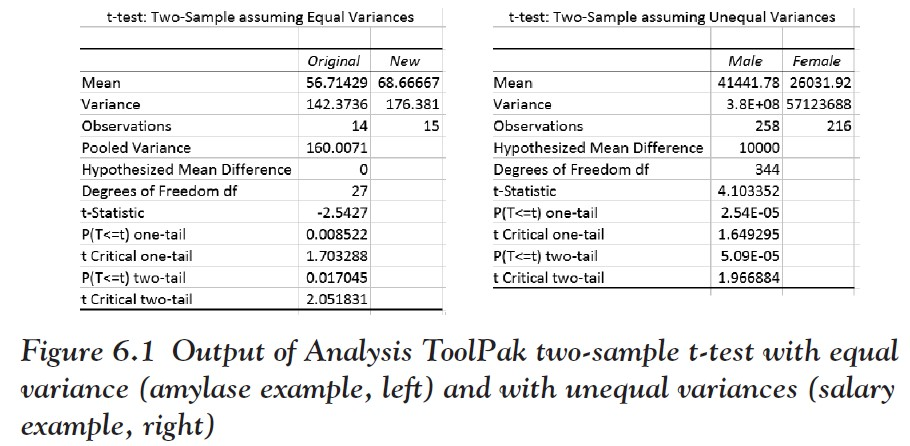 t-test: Two-Sample assuming Equal Variances
Original New
Mean 56.71429 68.66667
Variance 142.3736 176.381
Observations 14 15
Pooled Variance 160.0071
Hypothesized Mean Difference 0
Degrees of Freedom df 27
t-Statistic -2.5427
P(T<=t) one-tail 0.008522
t Critical one-tail 1.703288
P(T<=t) two-tail 0.017045
t Critical two-tail 2.051831
t-test: Two-Sample assuming Unequal Variances
Male Female
Mean 41441.78 26031.92
Variance 3.8E+08 57123688
Observations 258 216
Hypothesized Mean Difference 10000
Degrees of Freedom df 344
t-Statistic 4.103352
P(T<=t) one-tail 2.54E-05
t Critical one-tail 1.649295
P(T<=t) two-tail 5.09E-05
t Critical two-tail 1.966884
Figure 6.1 Output of Analysis ToolPak two-sample t-test with equal
variance (amylase example, left) and with unequal variances (salary
example, right)